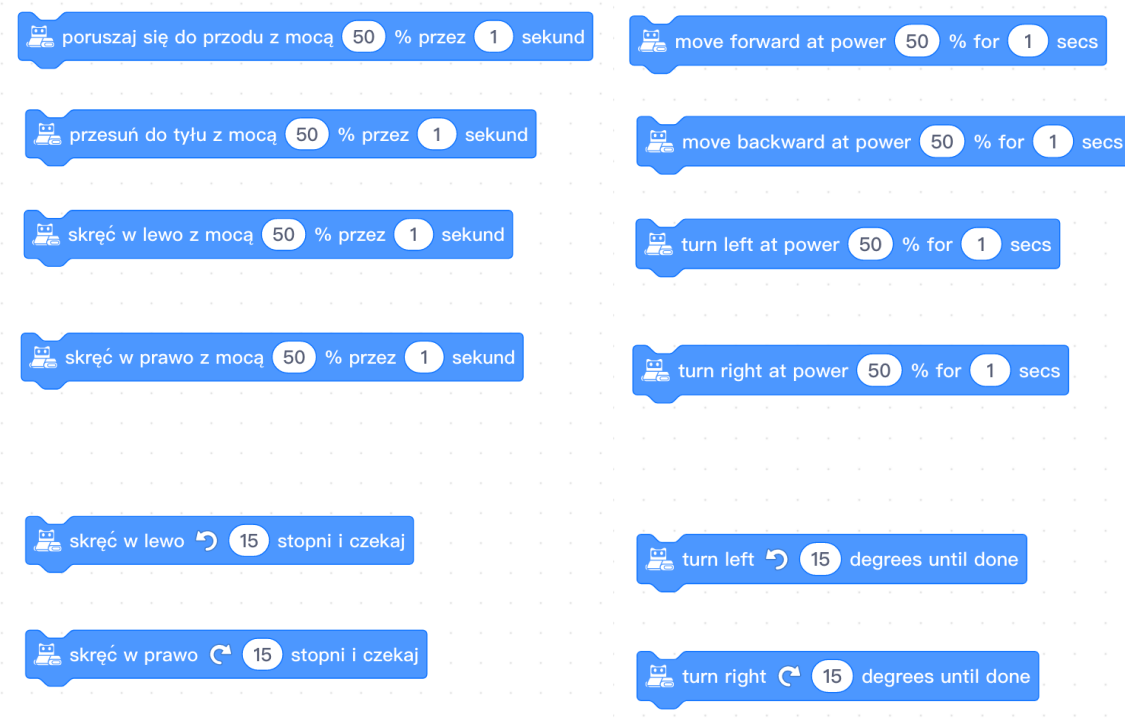 poruszaj się do przodu z mocą 50 % przez 1 sekund
przesuń do tyłu z mocą 50 % przez 1 sekund
skręć w lewo z mocą 50 % przez 1 sekund
skręć w prawo z mocą 50 % przez 1 sekund
skręć w lewo 15 stopni i czekaj
skręć w prawo 15 stopni i czekaj
move forward at power 50 % for 1 secs
move backward at power 50 % for 1 secs
turn left at power 50 % for 1 secs
turn right at power 50 % for 1 secs
turn left 15 degrees until done
turn right 15 degrees until done